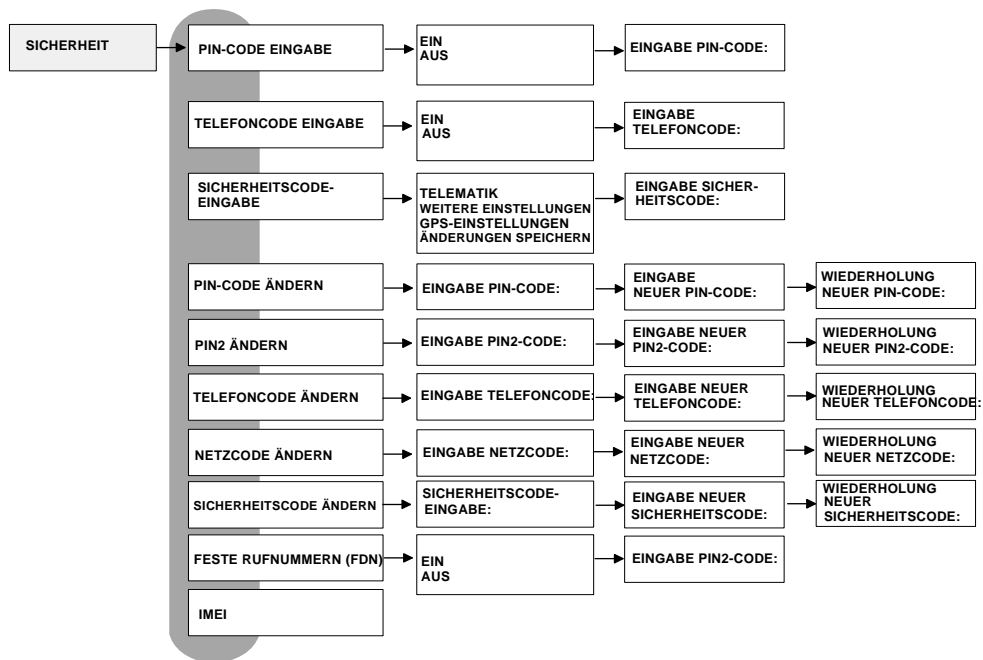 SICHERHEIT
PIN-CODE EINGABE
EIN
AUS
EINGABE PIN-CODE:
TELEFONCODE EINGABE
EIN
AUS
EINGABE
TELEFONCODE:
SICHERHEITSCODE-
EINGABE
TELEMATIK
WEITERE EINSTELLUNGEN
GPS-EINSTELLUNGEN
ÄNDERUNGEN SPEICHERN
EINGABE SICHER-
HEITSCODE:
PIN-CODE ÄNDERN
EINGABE PIN-CODE:
EINGABE
NEUER PIN-CODE:
WIEDERHOLUNG
NEUER PIN-CODE:
PIN2 ÄNDERN
EINGABE PIN2-CODE:
EINGABE NEUER
PIN2-CODE:
WIEDERHOLUNG
NEUER PIN2-CODE:
TELEFONCODE ÄNDERN
EINGABE TELEFONCODE:
EINGABE NEUER
TELEFONCODE:
WIEDERHOLUNG
NEUER TELEFONCODE:
NETZCODE ÄNDERN
EINGABE NETZCODE:
EINGABE NEUER
NETZCODE:
WIEDERHOLUNG
NEUER NETZCODE:
SICHERHEITSCODE ÄNDERN
SICHERHEITSCODE-
EINGABE:
EINGABE NEUER
SICHERHEITSCODE:
WIEDERHOLUNG
NEUER
SICHERHEITSCODE:
FESTE RUFNUMMERN (FDN)
EIN
AUS
EINGABE PIN2-CODE:
IMEI